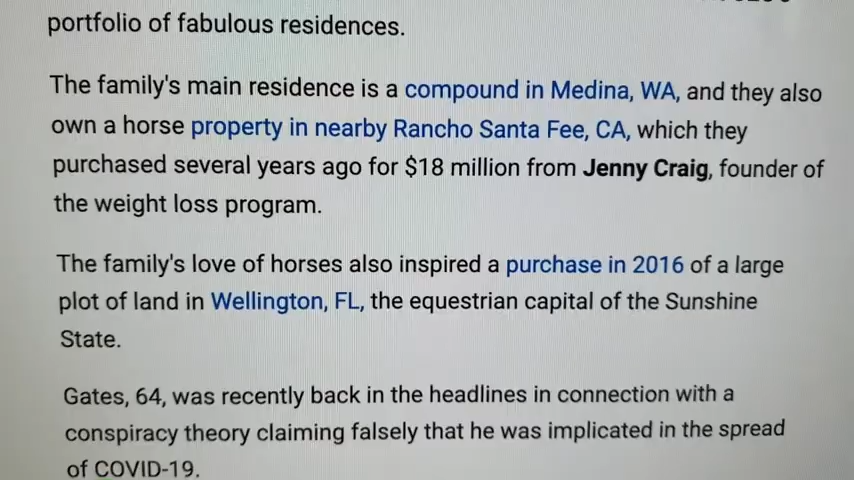 portfolio of fabulous residences.
The family's main residence is a compound in Medina, WA, and they also
own a horse property in nearby Rancho Santa Fee, CA, which they
purchased several years ago for $18 million from Jenny Craig, founder of
the weight loss program.
The family's love of horses also inspired a purchase in 2016 of a large
plot of land in Wellington, FL, the equestrian capital of the Sunshine
State.
Gates, 64, was recently back in the headlines in connection with a
conspiracy theory claiming falsely that he was implicated in the spread
of COVID-19.